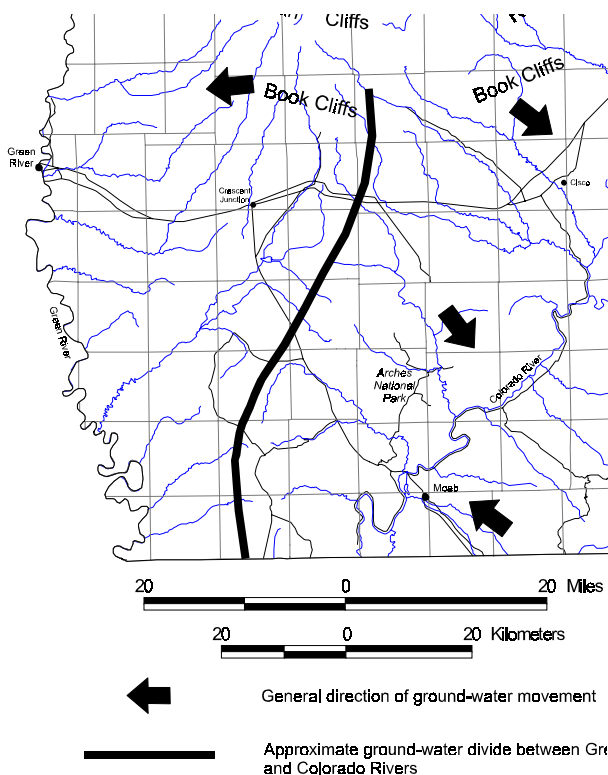 Cliffs
Book Cliffs
Book Cliffs
Green
River
Crescent
Junction
Cisco
Green River
Arches
National
Park
Colorado River
Moab
20 0 20 Miles
20 0 20 Kilometers
General direction of ground-water movement
Approximate ground-water divide between Gre
and Colorado Rivers